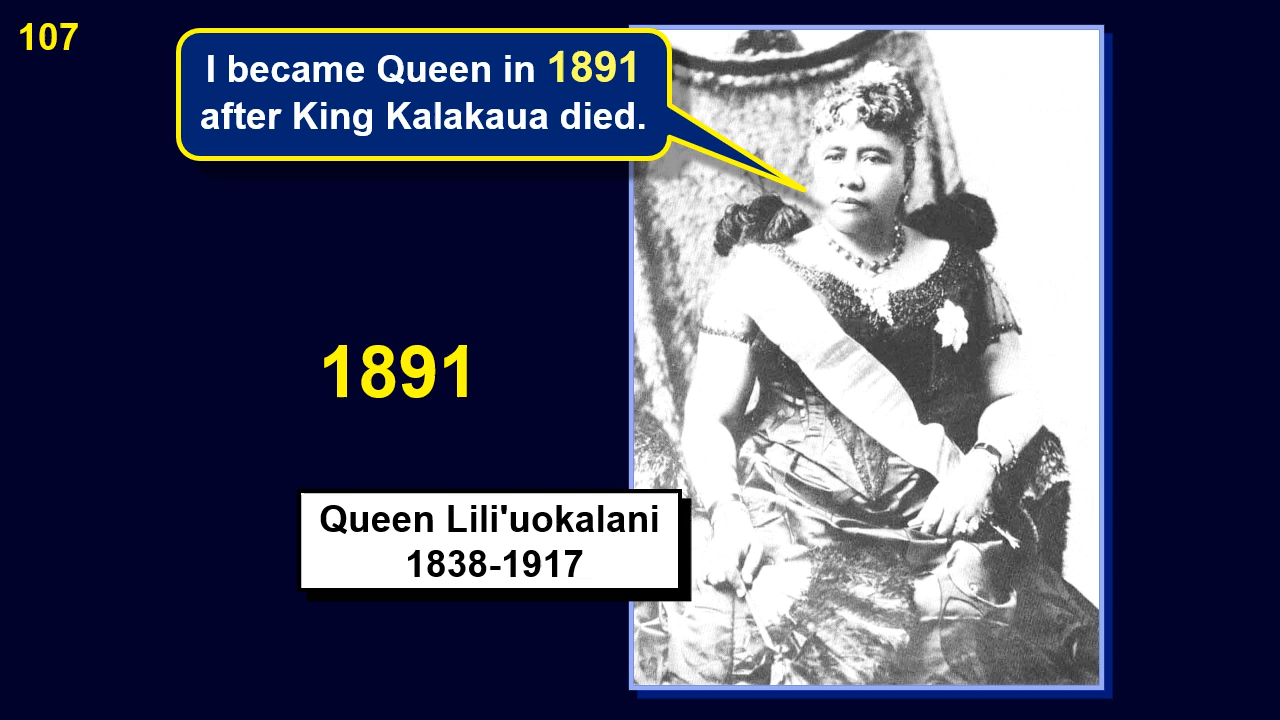 107
I became Queen in 1891
after King Kalakaua died.
1891
Queen Lili'uokalani
1838-1917